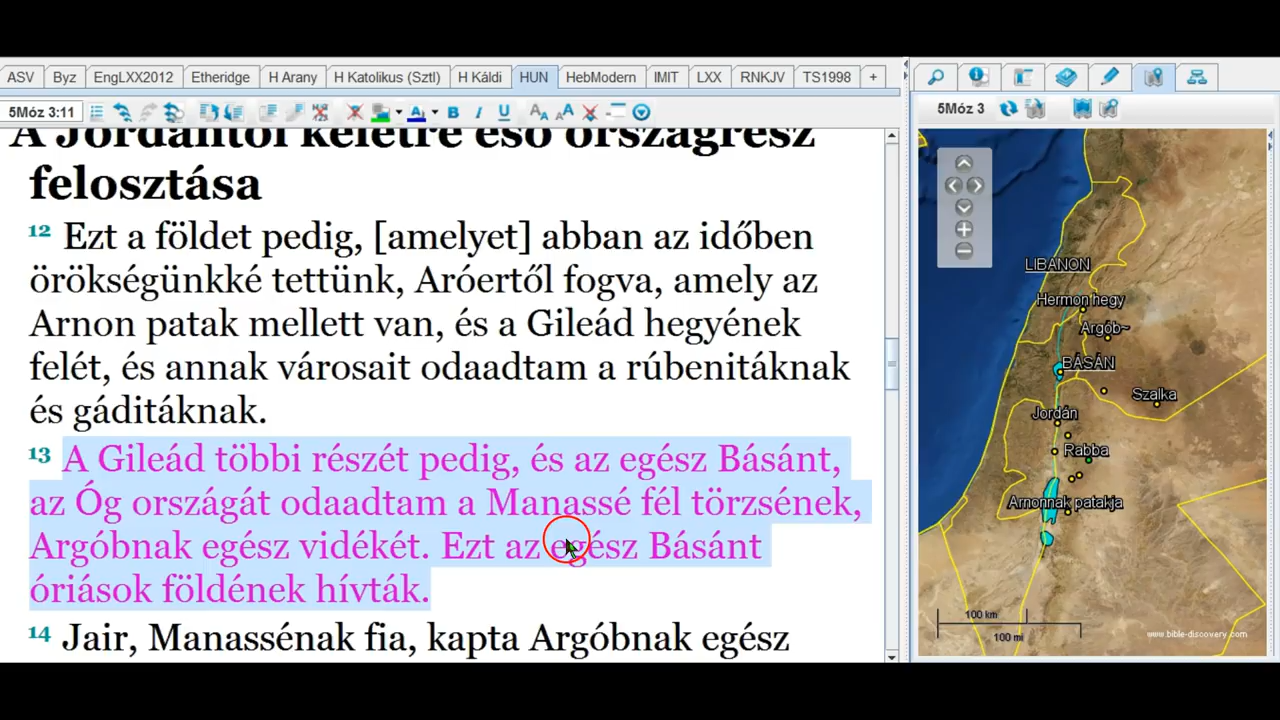 ASV Byz EngLXX2012 Etheridge H Arany H Katolikus (Sztl) H Káldi HUN HebModern IMIT LXX RNKJV TS1998 +
5Móz 3:11
A Jordántól keletre eső országrész
felosztása
12 Ezt a földet pedig, [amelyet] abban az időben
örökségünkké tettünk, Aróertől fogva, amely az
Arnon patak mellett van, és a Gileád hegyének
felét, és annak városait odaadtam a rúbenitáknak
és gáditáknak.
13 A Gileád többi részét pedig, és az egész Básánt,
az Óg országát odaadtam a Manassé fél törzsének,
Argóbnak egész vidékét. Ezt az egész Básánt
óriások földének hívták.
14 Jair, Manassénak fia, kapta Argóbnak egész
5Móz 3
LIBANON
Hermon hegy
Argób~
BÁSÁN
Szalka
Jordán
Rabba
Arnonnak patakja
100 km
100 mi
www.bible-discovery.com